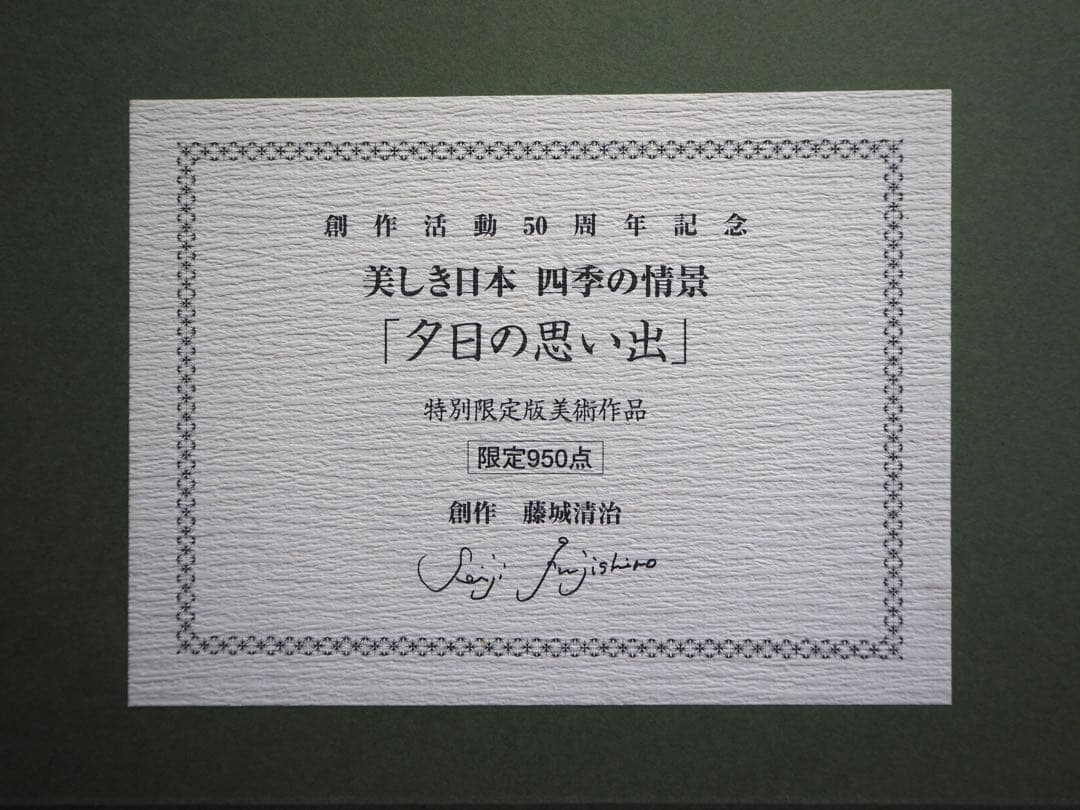 創作活動50周年記念
美しき日本 四季の情景
「夕日の思い出」
特別限定版美術作品
限定950点
創作 藤城清治
Seiji Fujishiro